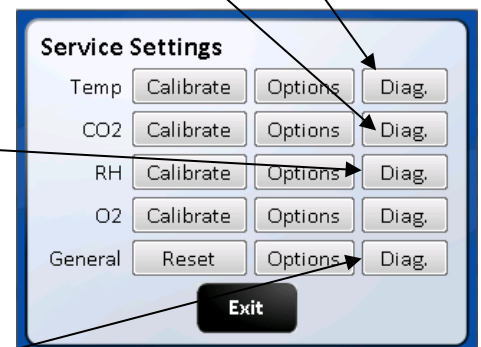 Service Settings
Temp Calibrate Options Diag.
CO2 Calibrate Options Diag.
RH Calibrate Options Diag.
O2 Calibrate Options Diag.
General Reset Options Diag.
Exit